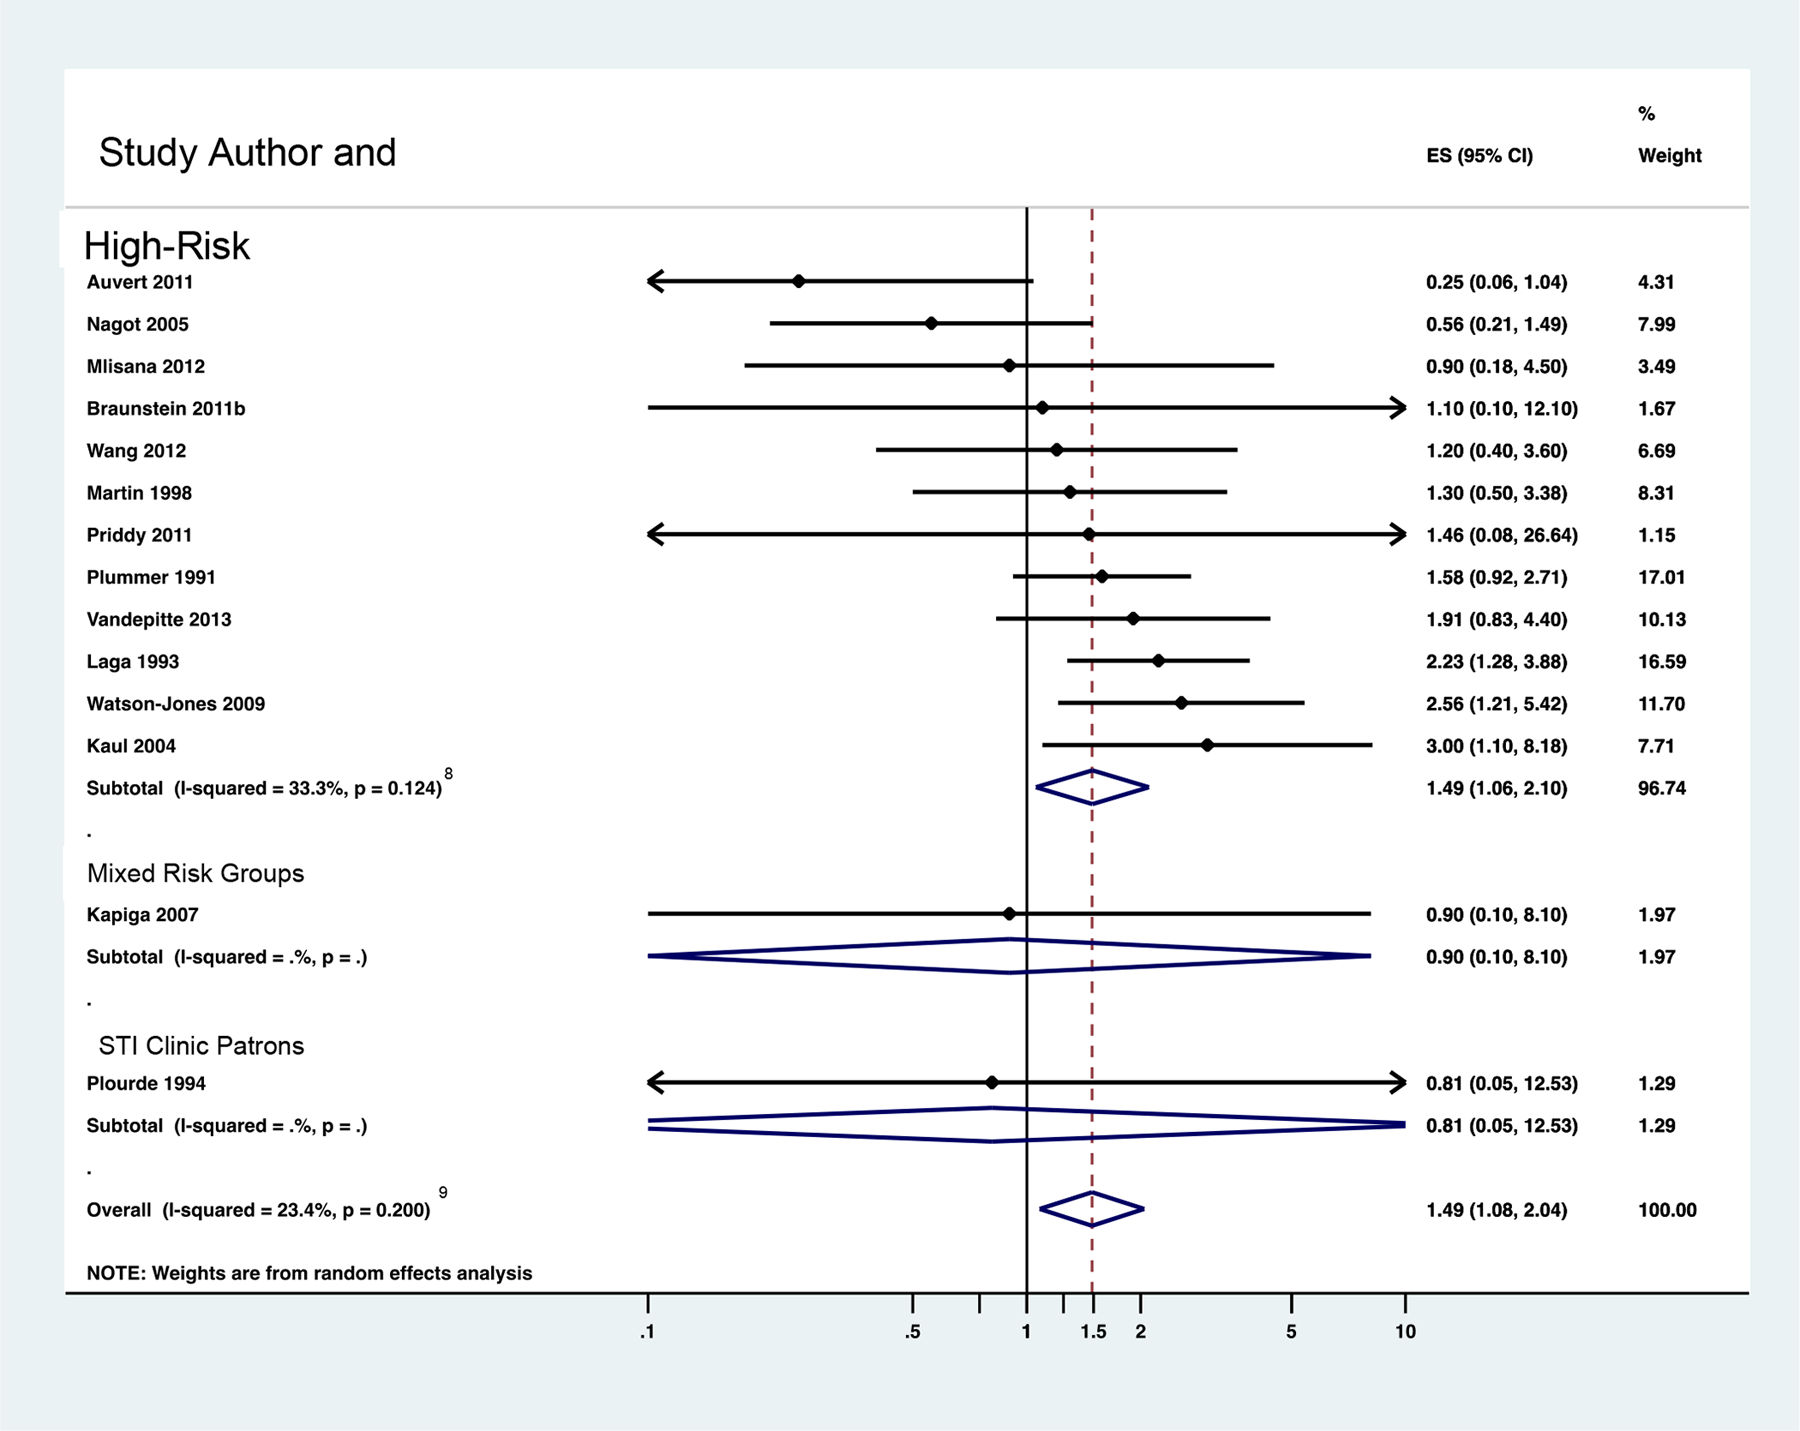 %
Study Author and ES (95% CI) Weight
High-Risk
Auvert 2011 0.25 (0.06, 1.04) 4.31
Nagot 2005 0.56 (0.21, 1.49) 7.99
Mlisana 2012 0.90 (0.18, 4.50) 3.49
Braunstein 2011b 1.10 (0.10, 12.10) 1.67
Wang 2012 1.20 (0.40, 3.60) 6.69
Martin 1998 1.30 (0.50, 3.38) 8.31
Priddy 2011 1.46 (0.08, 26.64) 1.15
Plummer 1991 1.58 (0.92, 2.71) 17.01
Vandepitte 2013 1.91 (0.83, 4.40) 10.13
Laga 1993 2.23 (1.28, 3.88) 16.59
Watson-Jones 2009 2.56 (1.21, 5.42) 11.70
Kaul 2004 3.00 (1.10, 8.18) 7.71
Subtotal (I-squared = 33.3%, p = 0.124) 8 1.49 (1.06, 2.10) 96.74
.
Mixed Risk Groups
Kapiga 2007 0.90 (0.10, 8.10) 1.97
Subtotal (I-squared = .%, p = .) 0.90 (0.10, 8.10) 1.97
.
STI Clinic Patrons
Plourde 1994 0.81 (0.05, 12.53) 1.29
Subtotal (I-squared = .%, p = .) 0.81 (0.05, 12.53) 1.29
.
Overall (I-squared = 23.4%, p = 0.200) 9 1.49 (1.08, 2.04) 100.00
NOTE: Weights are from random effects analysis
.1 .5 1 1.5 2 5 10